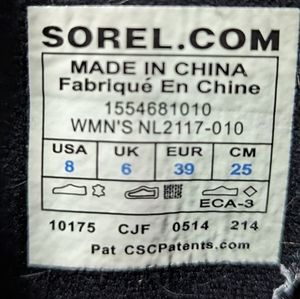 SOREL.COM
MADE IN CHINA
Fabriqué En Chine
1554681010
WMN'S NL2117-010
USA UK EUR CM
8 6 39 25
ECA-3
10175 CJF 0514 214
Pat CSCPatents.com